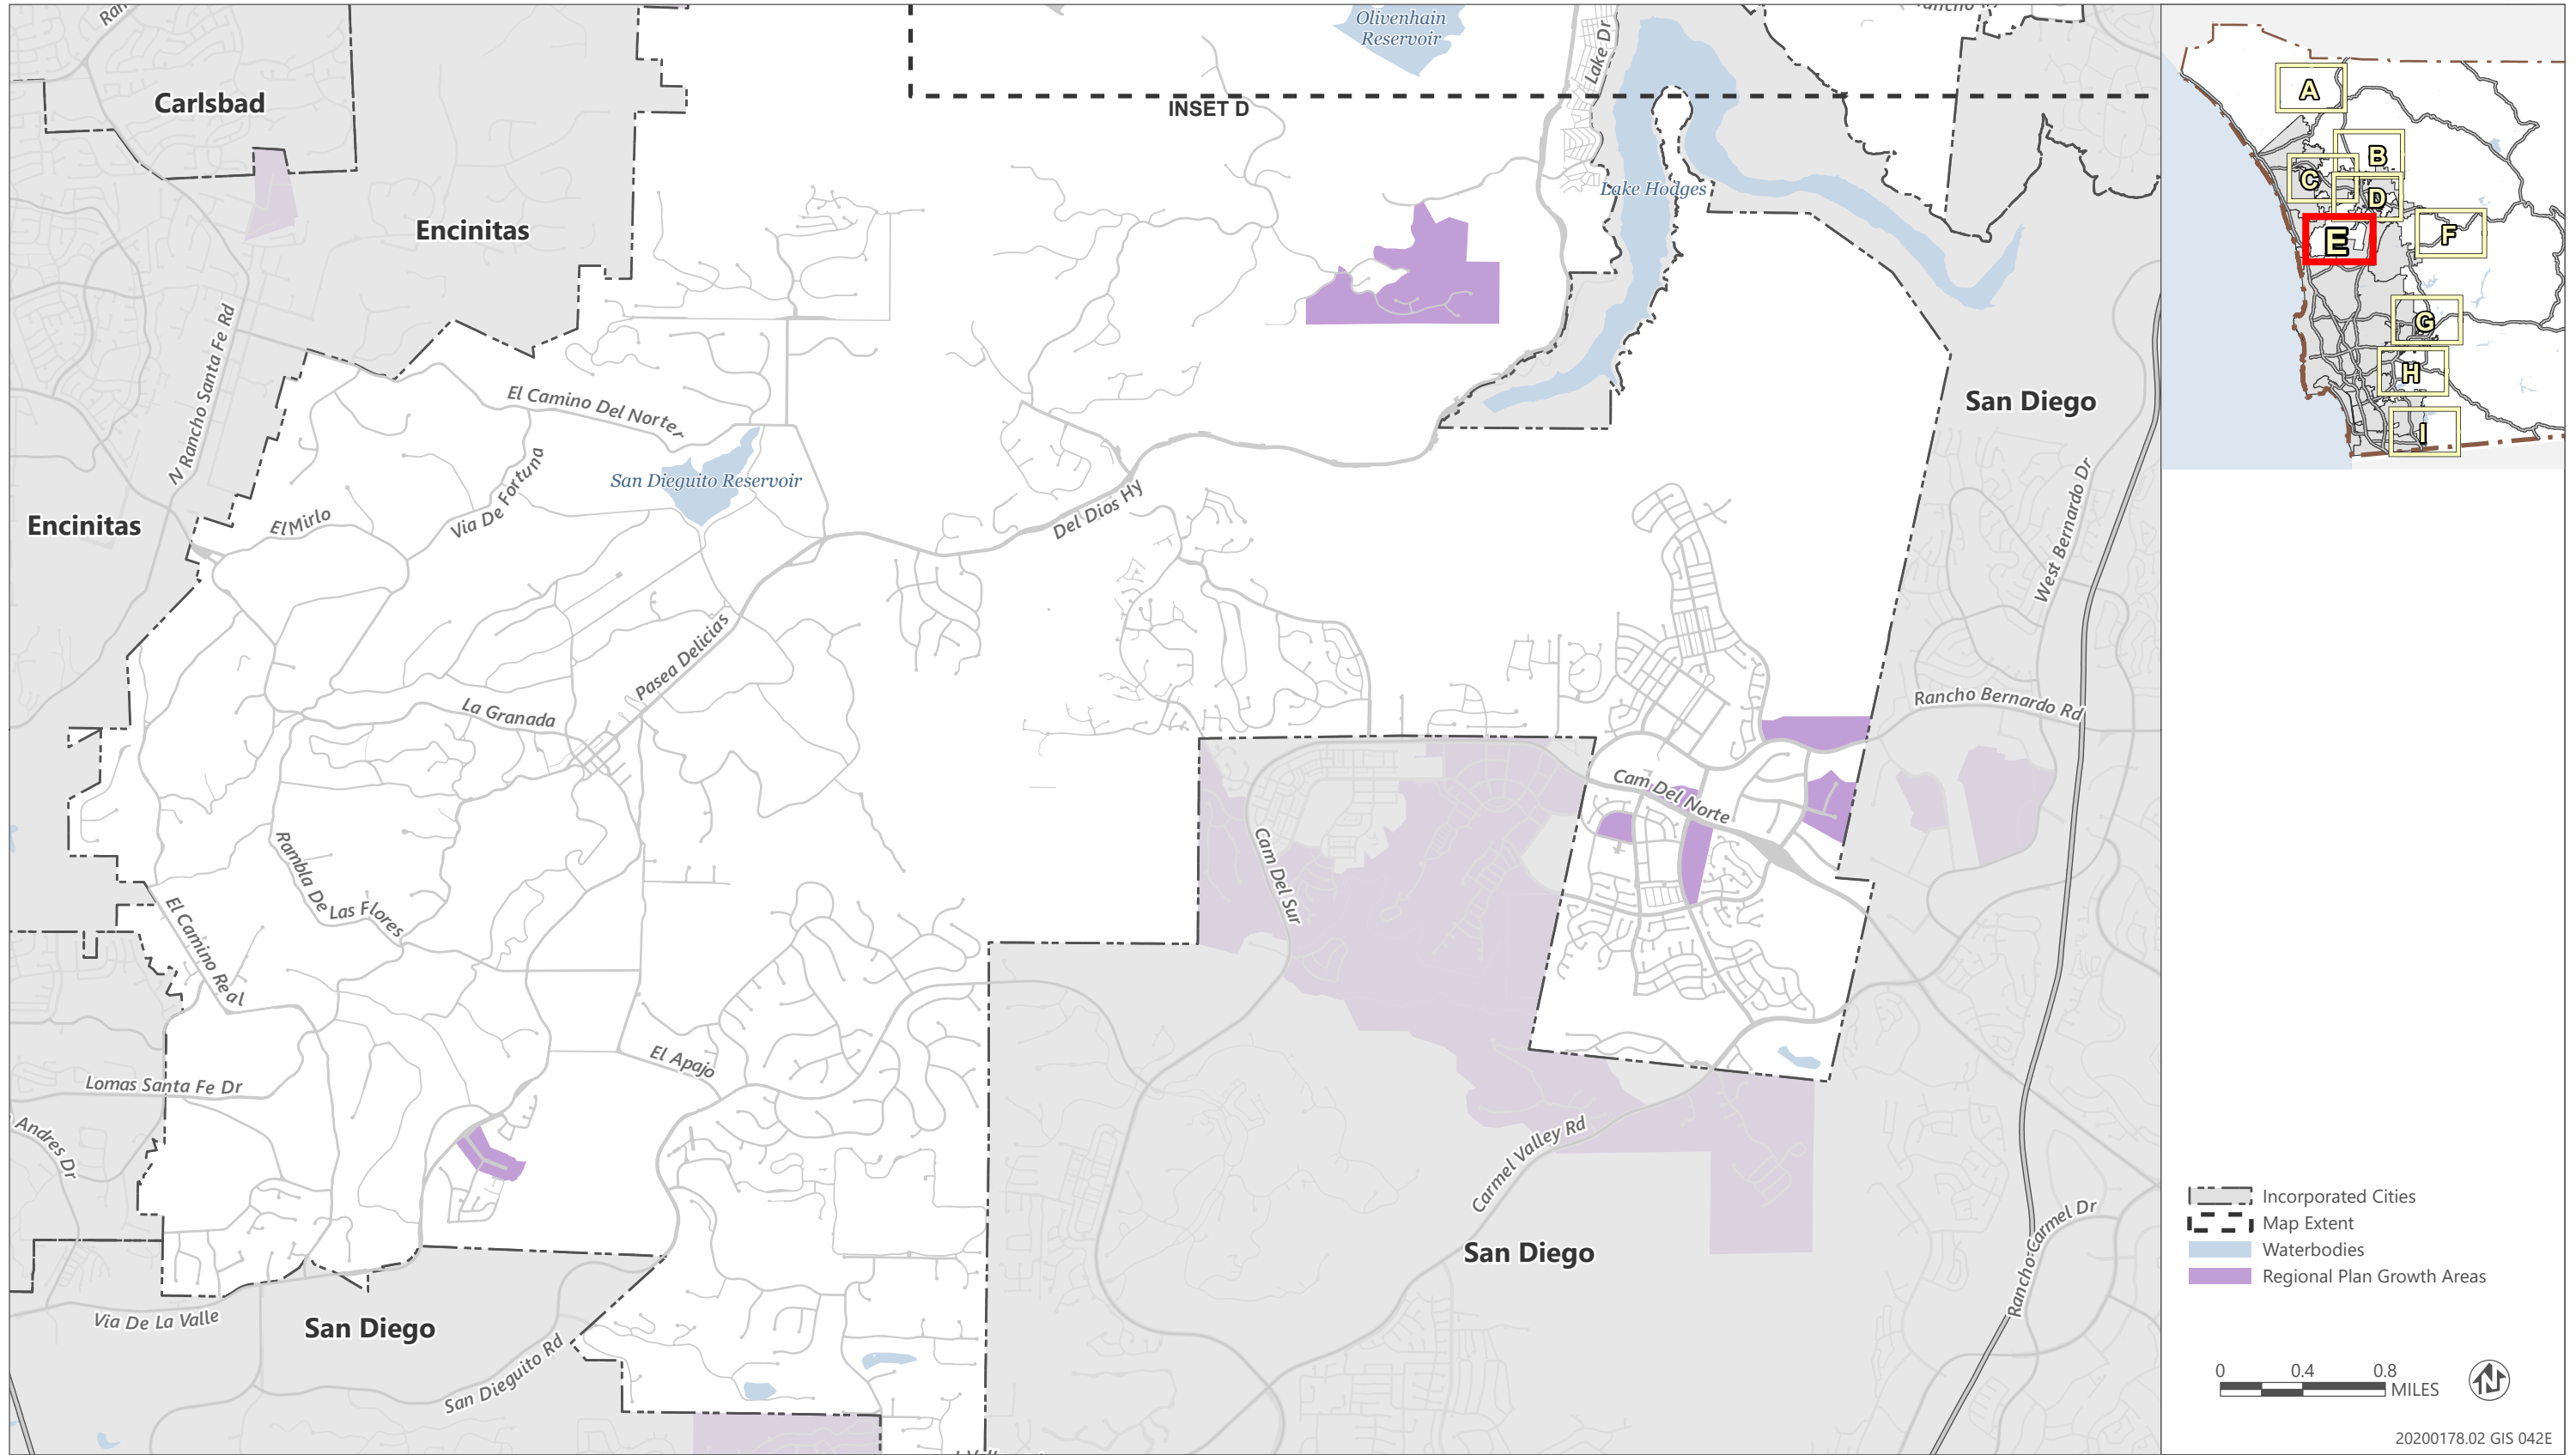 Olivenhain
Reservoir
Lake Dr
Carlsbad
INSET D
Lake Hodges
Encinitas
N Rancho Santa Fe Rd
El Camino Del Norter
San Diego
San Dieguito Reservoir
Via De Fortuna
El Mirlo
Encinitas
Del Dios Hy
West Bernardo Dr
Pasea Delicias
La Granada
Rancho Bernardo Rd
Cam Del Norte
Cam Del Sur
Rambla De Las Flores
El Camino Real
El Apajo
Lomas Santa Fe Dr
Andres Dr
Carmel Valley Rd
San Diego
Rancho Carmel Dr
Via De La Valle
San Diego
San Dieguito Rd
A
B
C
D
E
F
G
H
I
Incorporated Cities
Map Extent
Waterbodies
Regional Plan Growth Areas
0 0.4 0.8
MILES
N
20200178.02 GIS 042E